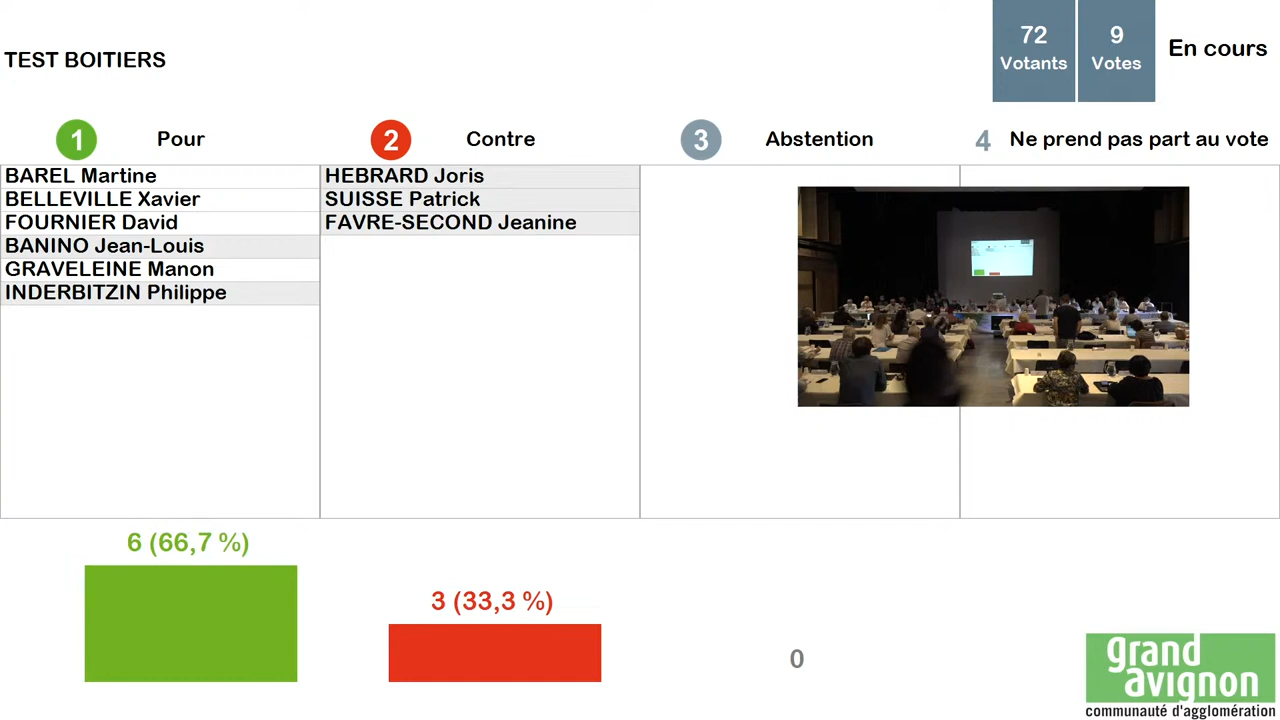 TEST BOITIERS
72
Votants
9
Votes
En cours
1
Pour
2
Contre
3
Abstention
4
Ne prend pas part au vote
BAREL Martine
BELLEVILLE Xavier
FOURNIER David
BANINO Jean-Louis
GRAVELEINE Manon
INDERBITZIN Philippe
HEBRARD Joris
SUISSE Patrick
FAVRE-SECOND Jeanine
6 (66,7 %)
3 (33,3 %)
0
grand
avignon
communauté d'agglomération